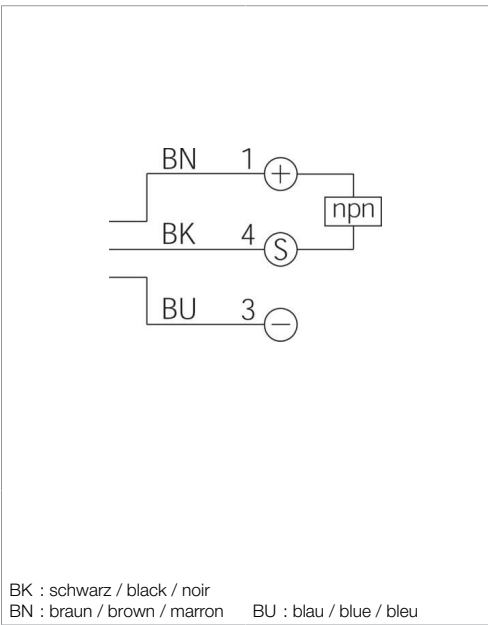 BN 1 +
npn
BK 4 S
BU 3 −
BK : schwarz / black / noir
BN : braun / brown / marron BU : blau / blue / bleu